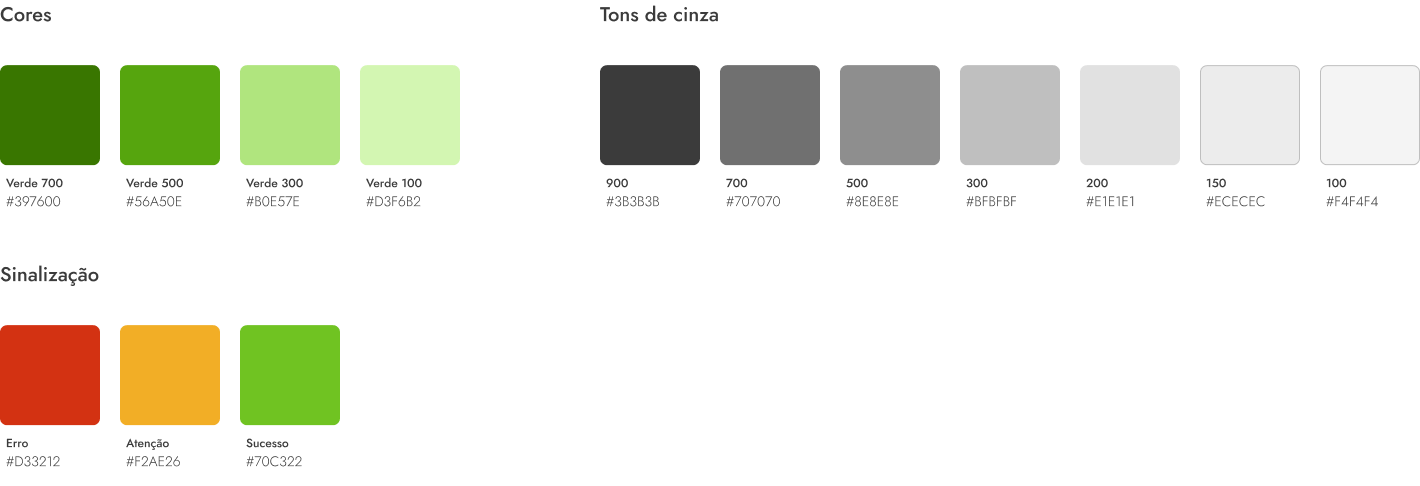 Cores
Verde 700
#397600
Verde 500
#56A50E
Verde 300
#B0E57E
Verde 100
#D3F6B2
Tons de cinza
900
#3B3B3B
700
#707070
500
#8E8E8E
300
#BFBFBF
200
#E1E1E1
150
#ECECEC
100
#F4F4F4
Sinalização
Erro
#D33212
Atenção
#F2AE26
Sucesso
#70C322